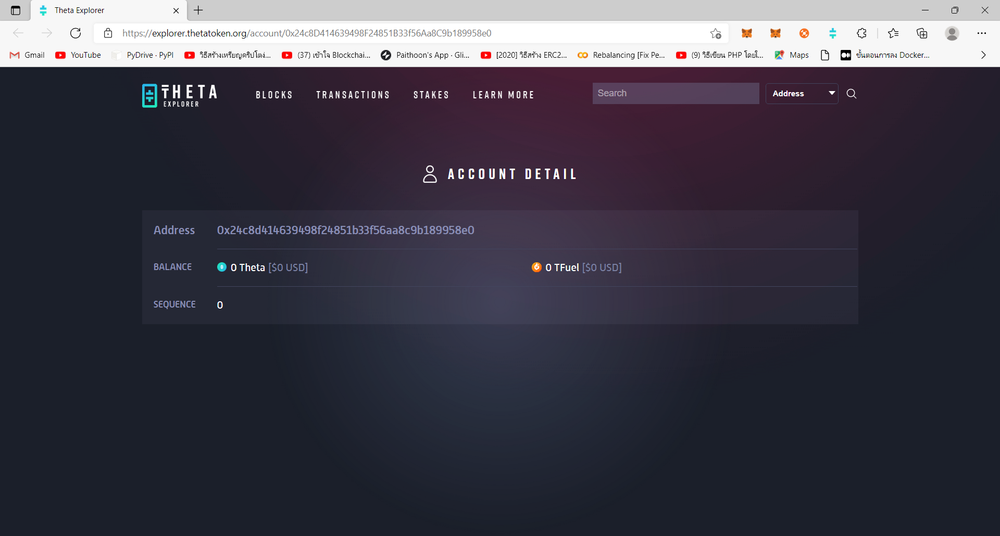 Theta Explorer
https://explorer.thetatoken.org/account/0x24c8D414639498F24851B33f56Aa8C9b189958e0
Gmail YouTube PyDrive · PyPI วิธีสร้างเหรียญคริปโตง่... (37) เข้าใจ Blockchai... Paithoon's App · Gli... [2020] วิธีสร้าง ERC2... Rebalancing [Fix Pe... (9) วิธีเขียน PHP โดยใ... Maps ขั้นตอนการลง Docker...
THETA
EXPLORER
BLOCKS TRANSACTIONS STAKES LEARN MORE Search Address
ACCOUNT DETAIL
Address 0x24c8d414639498f24851b33f56aa8c9b189958e0
BALANCE 0 Theta [$0 USD] 0 TFuel [$0 USD]
SEQUENCE 0